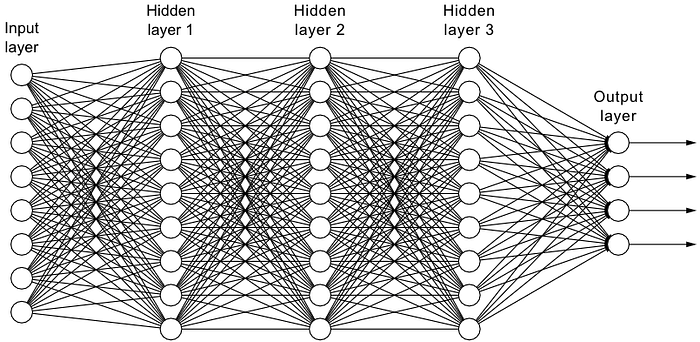 Input
layer
Hidden
layer 1
Hidden
layer 2
Hidden
layer 3
Output
layer